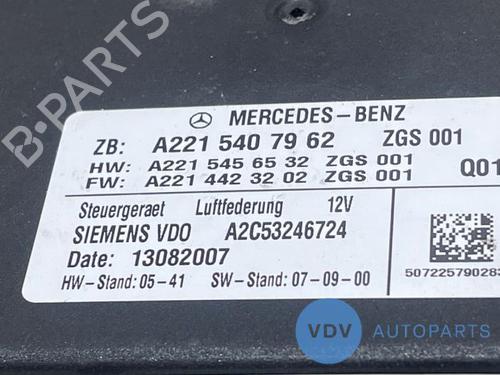 MERCEDES-BENZ
ZB: A221 540 79 62 ZGS 001
HW: A221 545 65 32 ZGS 001 Q01
FW: A221 442 32 02 ZGS 001
Steuergeraet Luftfederung 12V
SIEMENS VDO A2C53246724
Date: 13082007
HW-Stand: 05-41 SW-Stand: 07-09-00
50722579028
B-PARTS
VDV AUTOPARTS